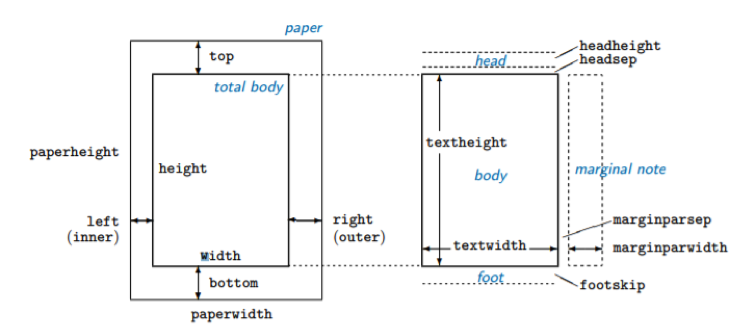 paper
top
total body
paperheight
height
left
(inner)
right
(outer)
Width
bottom
paperwidth
headheight
head
headsep
textheight
body
marginal note
marginparsep
textwidth
marginparwidth
foot
footskip